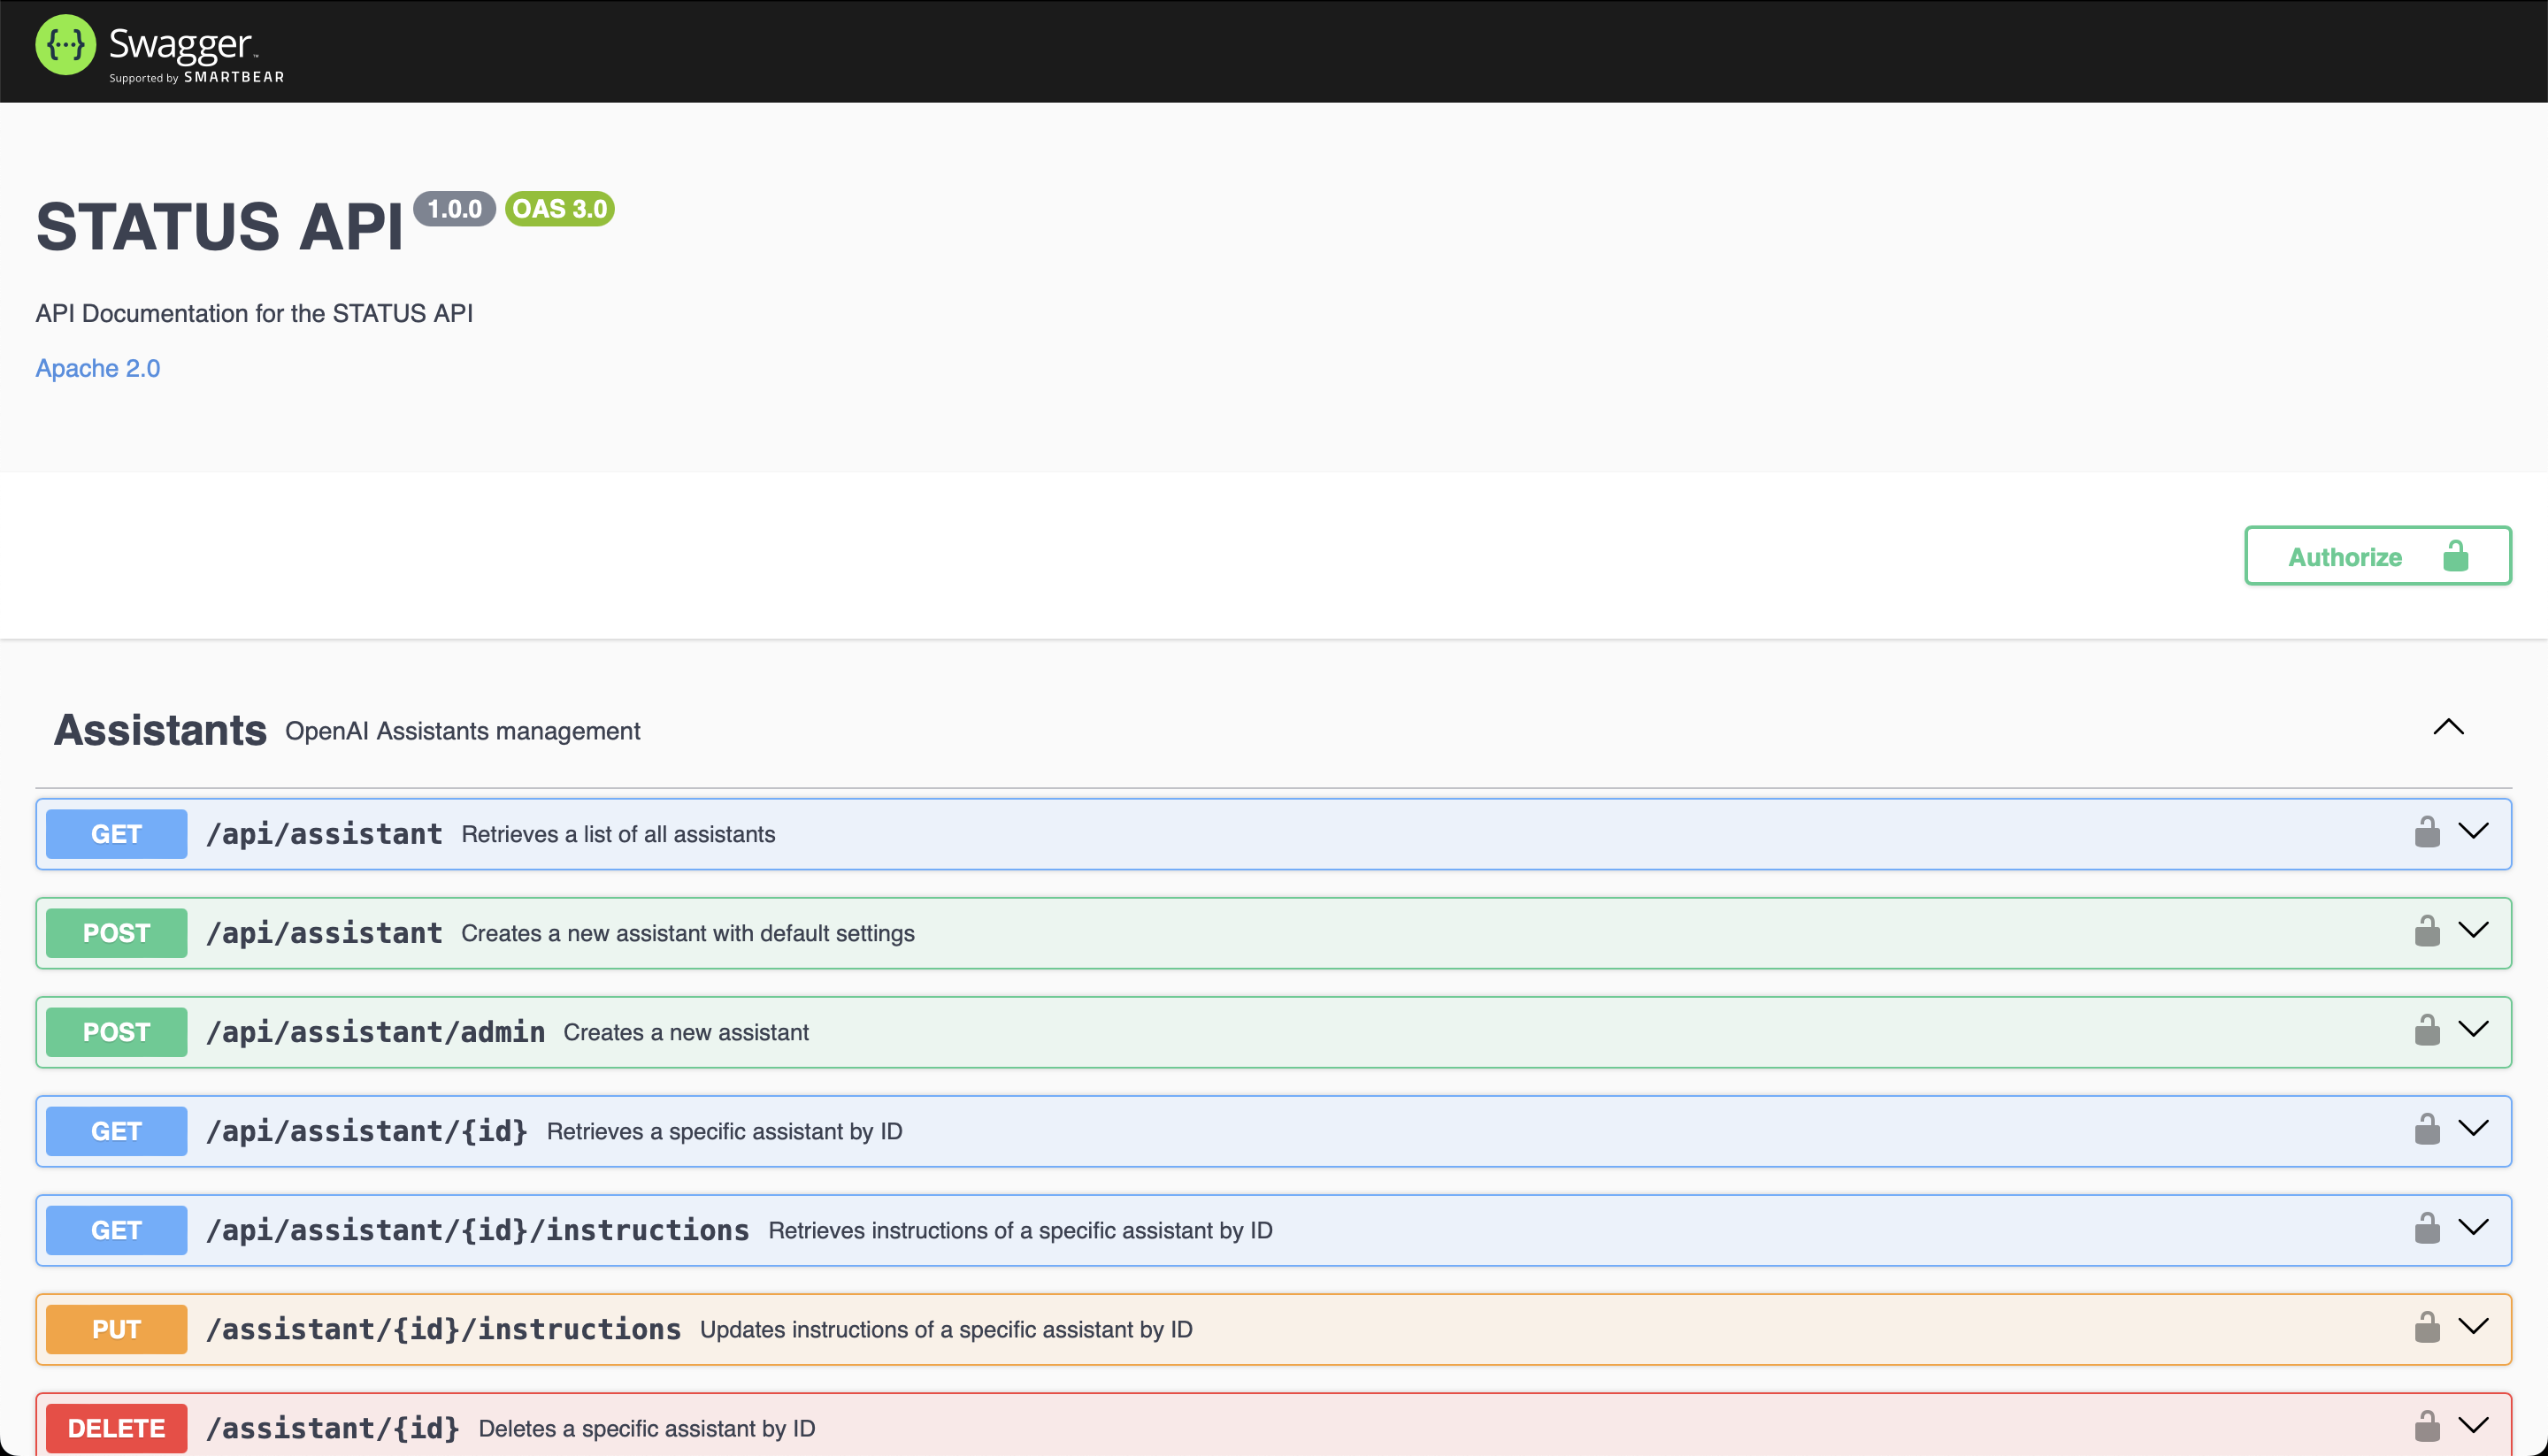 {···} Swagger™
Supported by SMARTBEAR
STATUS API 1.0.0 OAS 3.0
API Documentation for the STATUS API
Apache 2.0
Authorize
Assistants OpenAI Assistants management
GET /api/assistant Retrieves a list of all assistants
POST /api/assistant Creates a new assistant with default settings
POST /api/assistant/admin Creates a new assistant
GET /api/assistant/{id} Retrieves a specific assistant by ID
GET /api/assistant/{id}/instructions Retrieves instructions of a specific assistant by ID
PUT /assistant/{id}/instructions Updates instructions of a specific assistant by ID
DELETE /assistant/{id} Deletes a specific assistant by ID